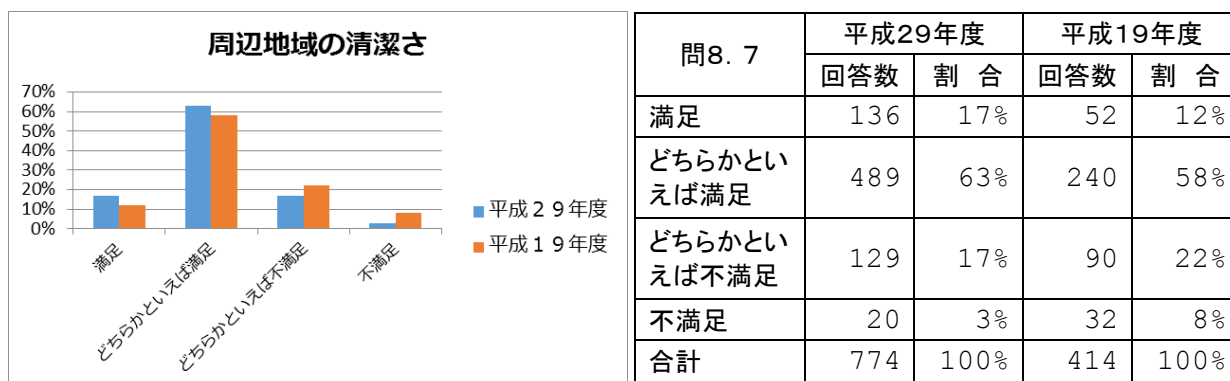 周辺地域の清潔さ
70%
60%
50%
40%
30%
20%
10%
0%
満足
どちらかといえば満足
どちらかといえば不満足
不満足
平成２９年度
平成１９年度
問8．7 平成29年度 平成19年度
回答数 割 合 回答数 割 合
満足 136 17% 52 12%
どちらかとい
えば満足 489 63% 240 58%
どちらかとい
えば不満足 129 17% 90 22%
不満足 20 3% 32 8%
合計 774 100% 414 100%